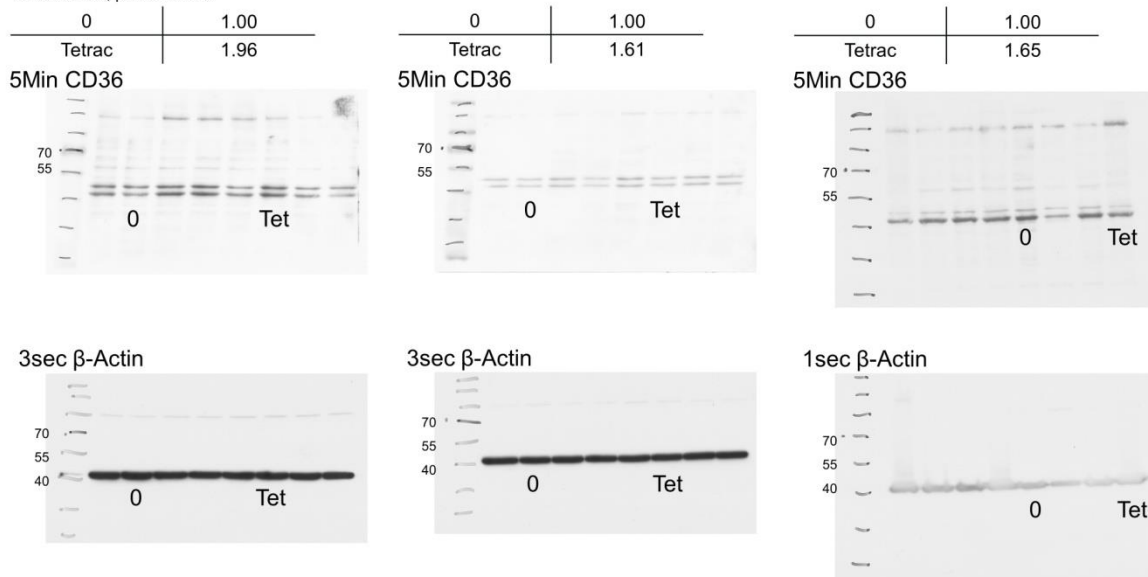 0 1.00
Tetrac 1.96
5Min CD36
70
55
0 Tet
0 1.00
Tetrac 1.61
5Min CD36
70
55
0 Tet
0 1.00
Tetrac 1.65
5Min CD36
70
55
0 Tet
3sec β-Actin
70
55
40
0 Tet
3sec β-Actin
70
55
40
0 Tet
1sec β-Actin
70
55
40
0 Tet